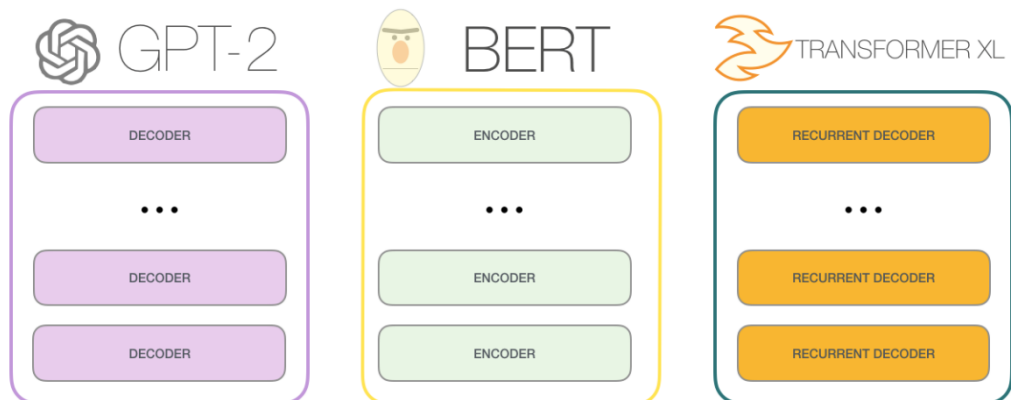 GPT-2
BERT
TRANSFORMER XL
DECODER
ENCODER
RECURRENT DECODER
...
...
...
DECODER
ENCODER
RECURRENT DECODER
DECODER
ENCODER
RECURRENT DECODER